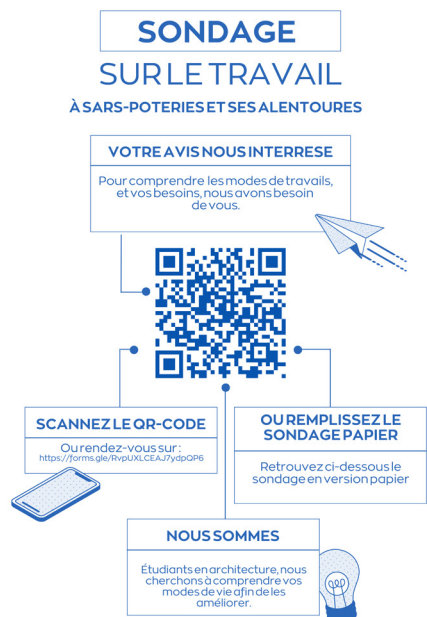 SONDAGE
SUR LE TRAVAIL
À SARS-POTERIES ET SES ALENTOURES
VOTRE AVIS NOUS INTERRESE
Pour comprendre les modes de travails,
et vos besoins, nous avons besoin
de vous.
SCANNEZ LE QR-CODE
Ou rendez-vous sur :
https://forms.gle/RvpUXLCEAJ7ydpQP6
OU REMPLISSEZ LE
SONDAGE PAPIER
Retrouvez ci-dessous le
sondage en version papier
NOUS SOMMES
Étudiants en architecture, nous
cherchons à comprendre vos
modes de vie afin de les
améliorer.